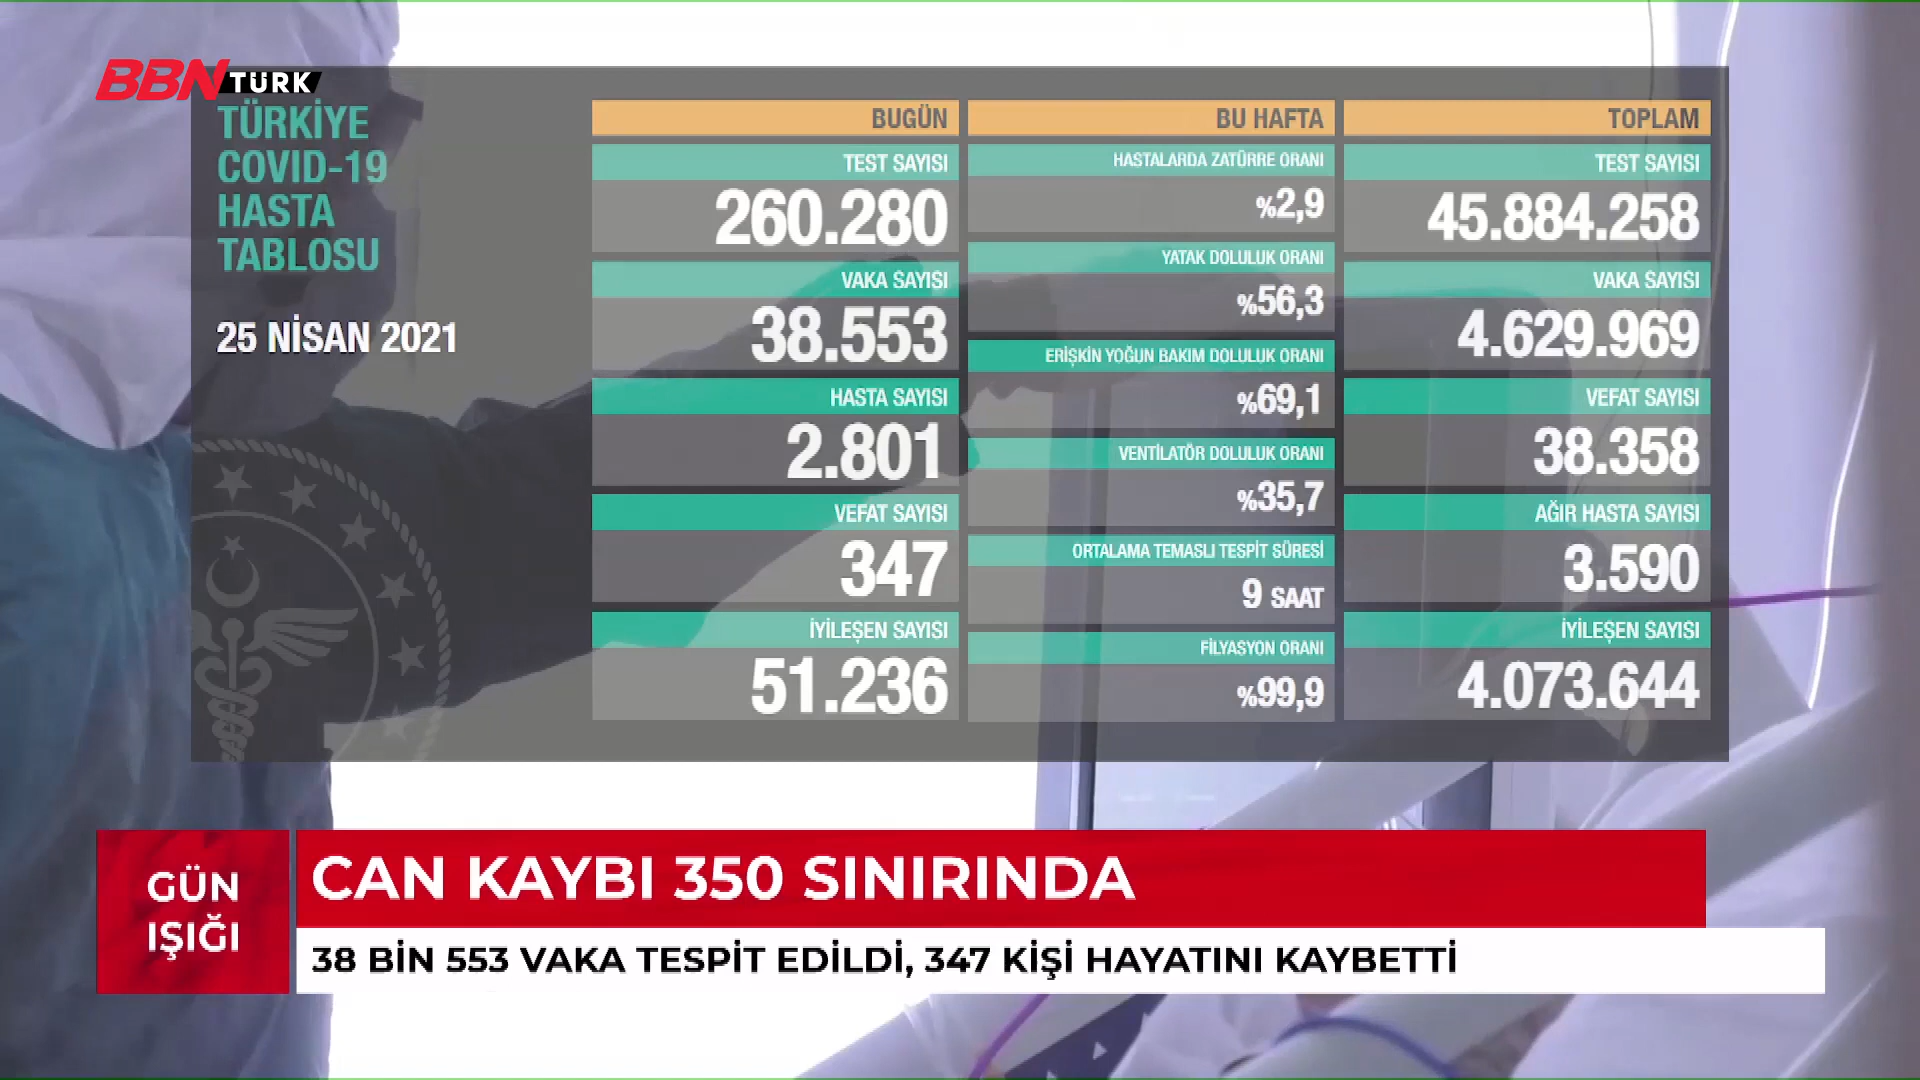 BBN TÜRK
TÜRKİYE
COVID-19
HASTA
TABLOSU
25 NİSAN 2021
BUGÜN
TEST SAYISI
260.280
VAKA SAYISI
38.553
HASTA SAYISI
2.801
VEFAT SAYISI
347
İYİLEŞEN SAYISI
51.236
BU HAFTA
HASTALARDA ZATÜRRE ORANI
%2,9
YATAK DOLULUK ORANI
%56,3
ERİŞKİN YOĞUN BAKIM DOLULUK ORANI
%69,1
VENTİLATÖR DOLULUK ORANI
%35,7
ORTALAMA TEMASLI TESPİT SÜRESİ
9 SAAT
FİLYASYON ORANI
%99,9
TOPLAM
TEST SAYISI
45.884.258
VAKA SAYISI
4.629.969
VEFAT SAYISI
38.358
AĞIR HASTA SAYISI
3.590
İYİLEŞEN SAYISI
4.073.644
GÜN
IŞIĞI
CAN KAYBI 350 SINIRINDA
38 BİN 553 VAKA TESPİT EDİLDİ, 347 KİŞİ HAYATINI KAYBETTİ